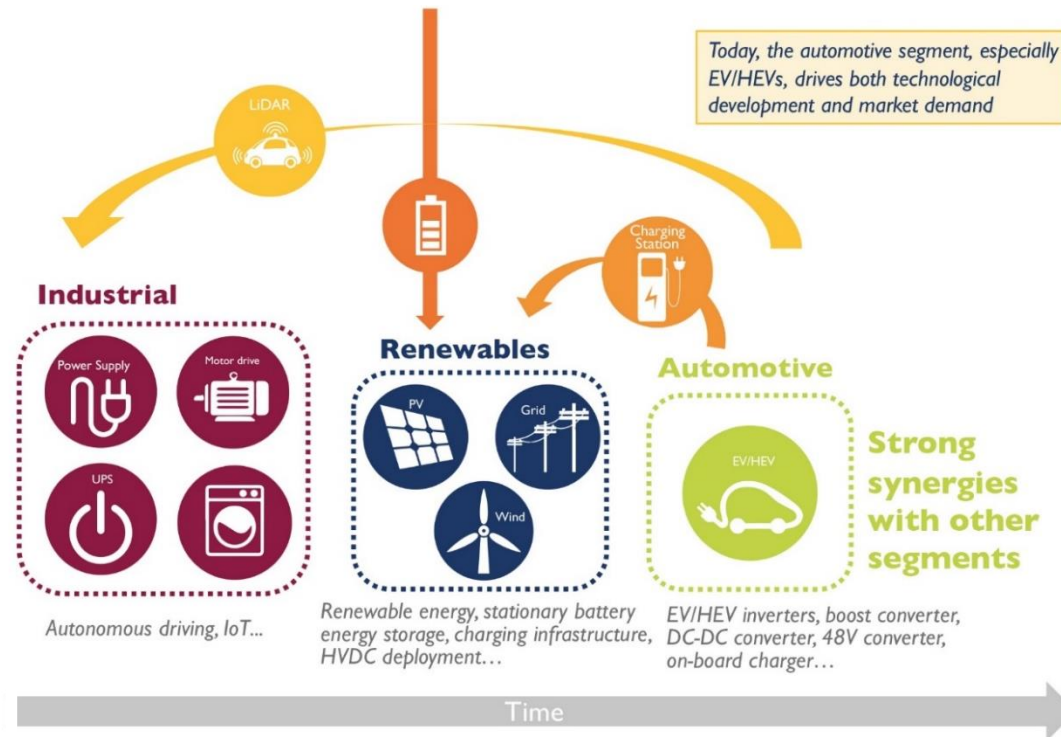 Today, the automotive segment, especially
EV/HEVs, drives both technological
development and market demand
LiDAR
Charging
Station
Industrial
Power Supply
Motor drive
UPS
Renewables
PV
Grid
Wind
Automotive
EV/HEV
Strong
synergies
with other
segments
Autonomous driving, IoT...
Renewable energy, stationary battery
energy storage, charging infrastructure,
HVDC deployment…
EV/HEV inverters, boost converter,
DC-DC converter, 48V converter,
on-board charger…
Time